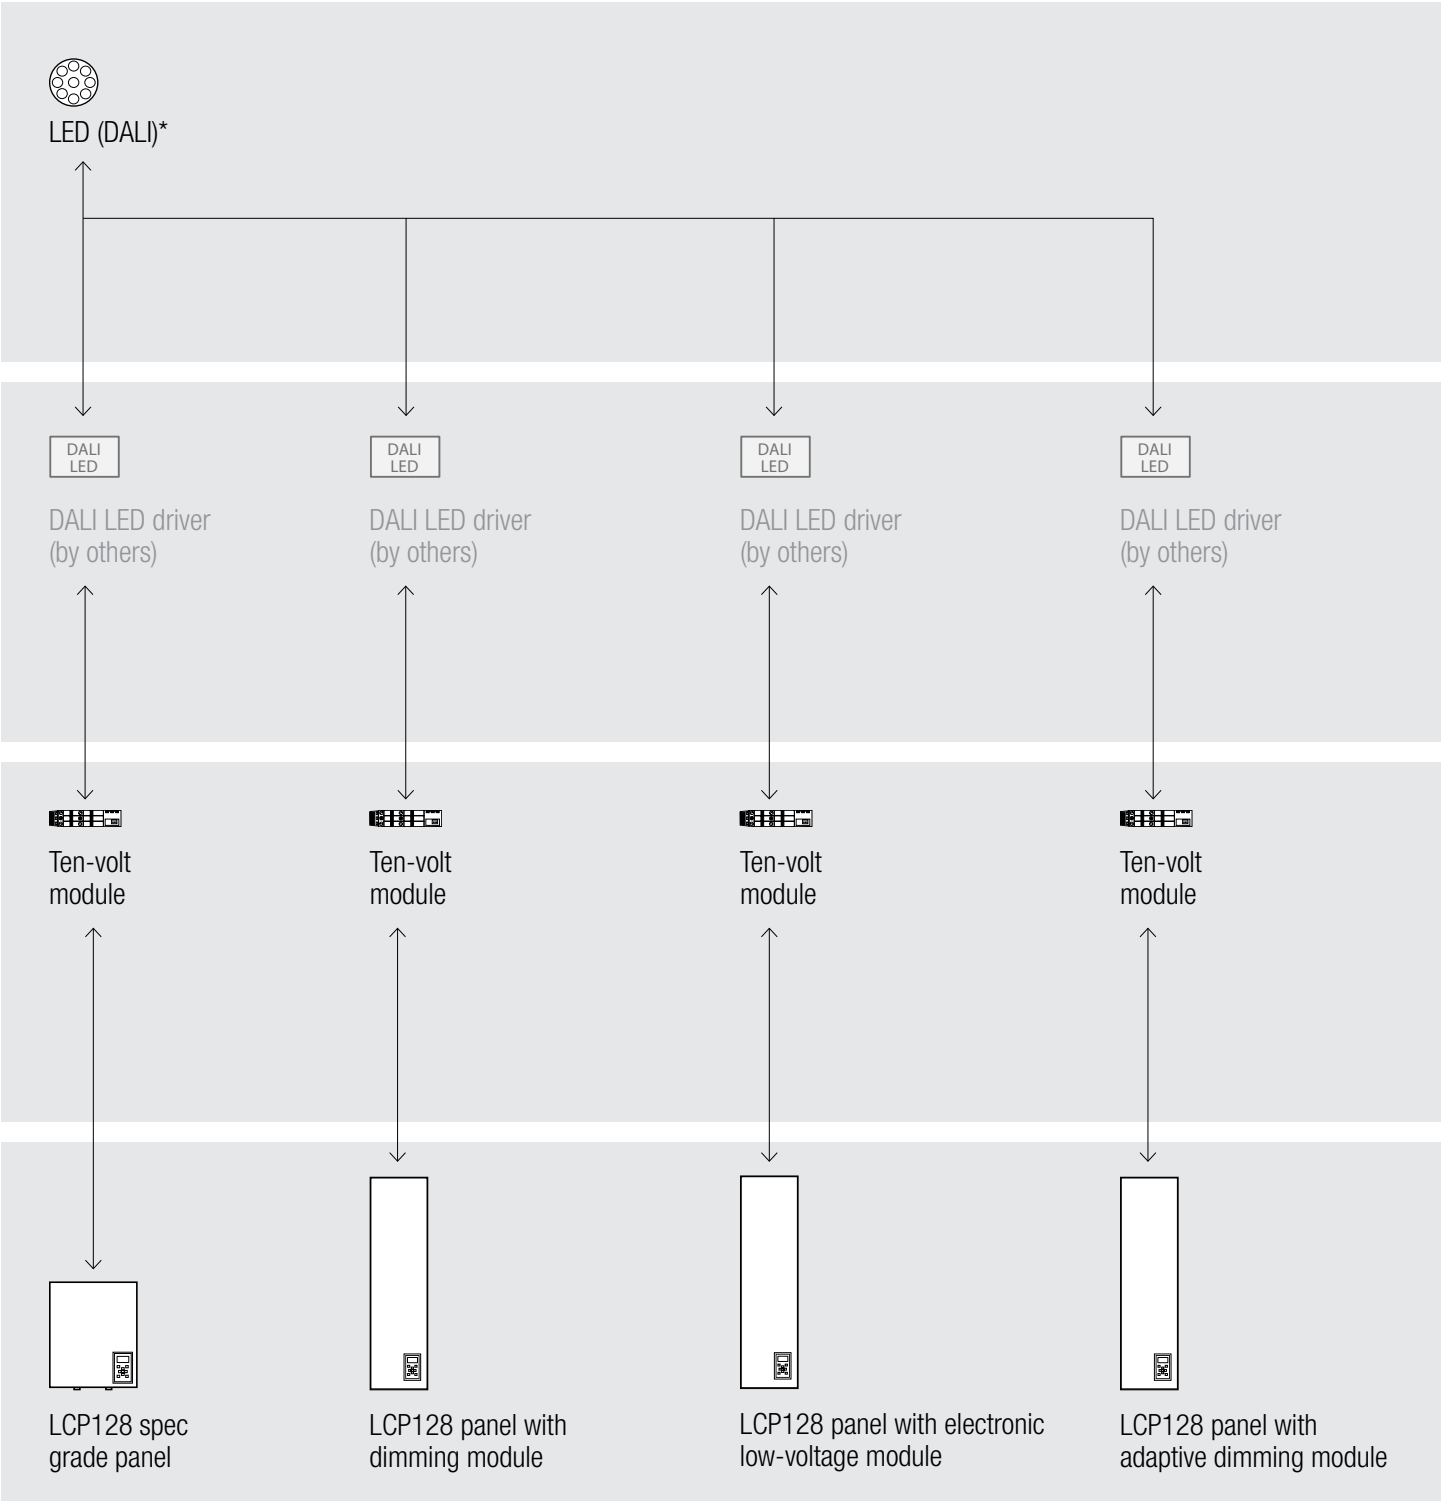 LED (DALI)*
DALI
LED
DALI
LED
DALI
LED
DALI
LED
DALI LED driver
(by others)
DALI LED driver
(by others)
DALI LED driver
(by others)
DALI LED driver
(by others)
Ten-volt
module
Ten-volt
module
Ten-volt
module
Ten-volt
module
LCP128 spec
grade panel
LCP128 panel with
dimming module
LCP128 panel with electronic
low-voltage module
LCP128 panel with
adaptive dimming module